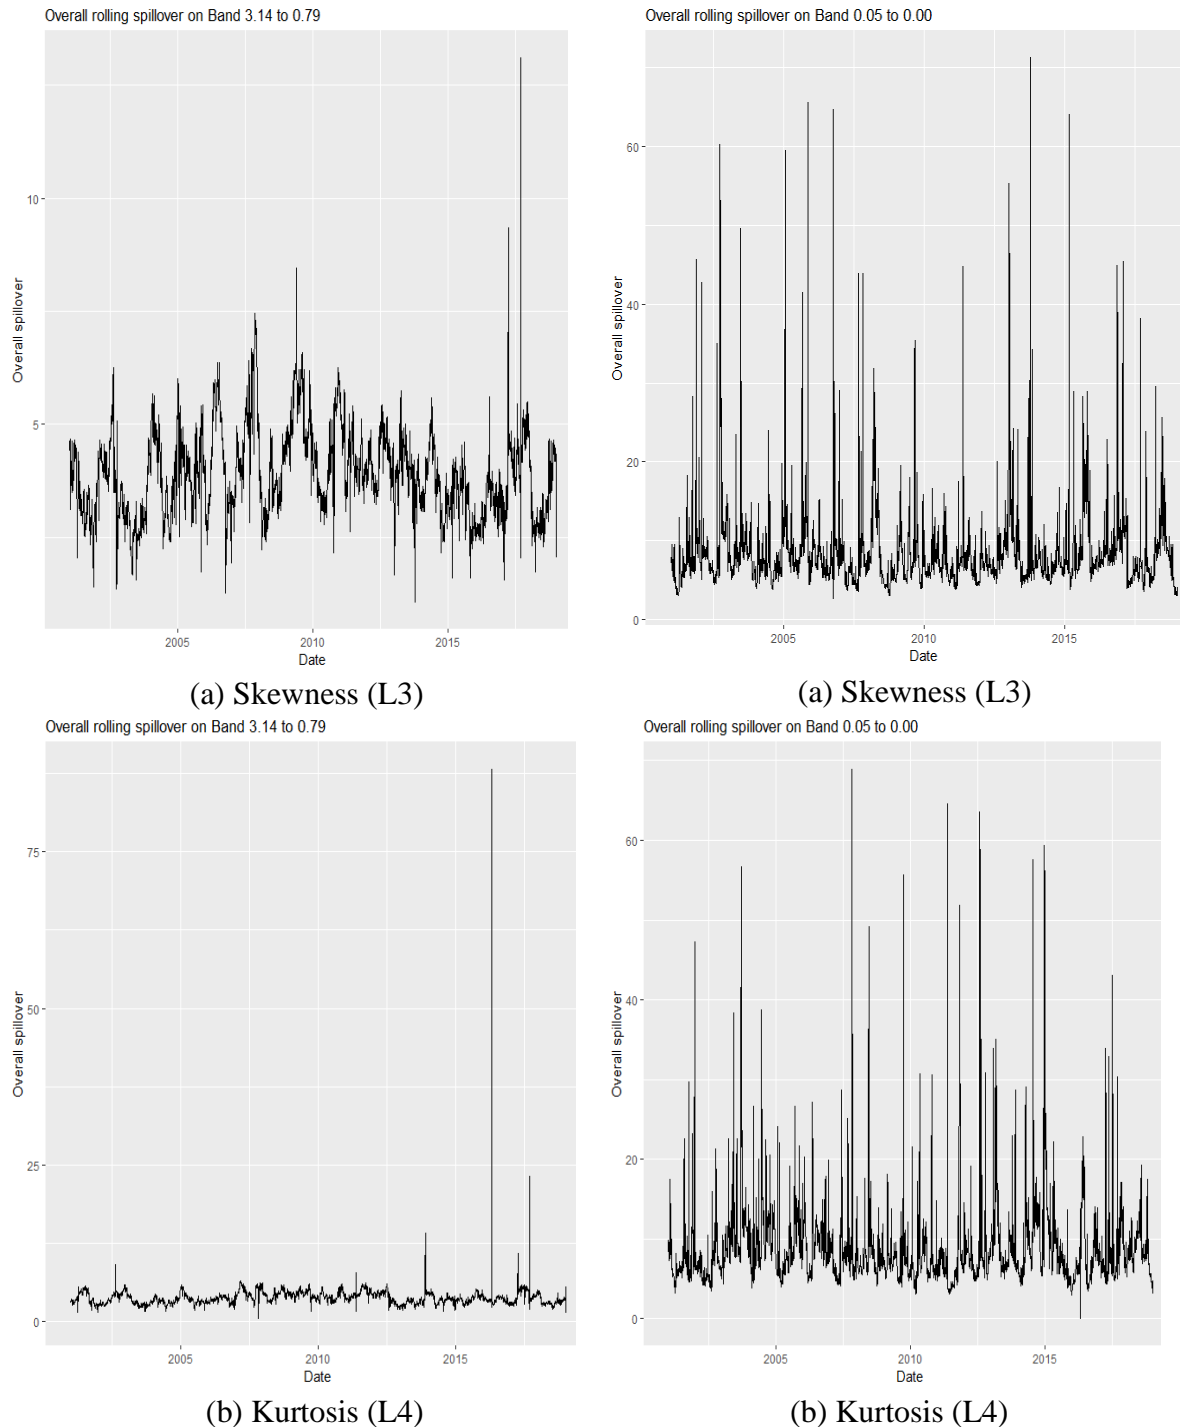 Overall rolling spillover on Band 3.14 to 0.79
Overall spillover
10
5
2005
2010
2015
Date
(a) Skewness (L3)
Overall rolling spillover on Band 0.05 to 0.00
Overall spillover
60
40
20
0
2005
2010
2015
Date
(a) Skewness (L3)
Overall rolling spillover on Band 3.14 to 0.79
Overall spillover
75
50
25
0
2005
2010
2015
Date
(b) Kurtosis (L4)
Overall rolling spillover on Band 0.05 to 0.00
Overall spillover
60
40
20
0
2005
2010
2015
Date
(b) Kurtosis (L4)